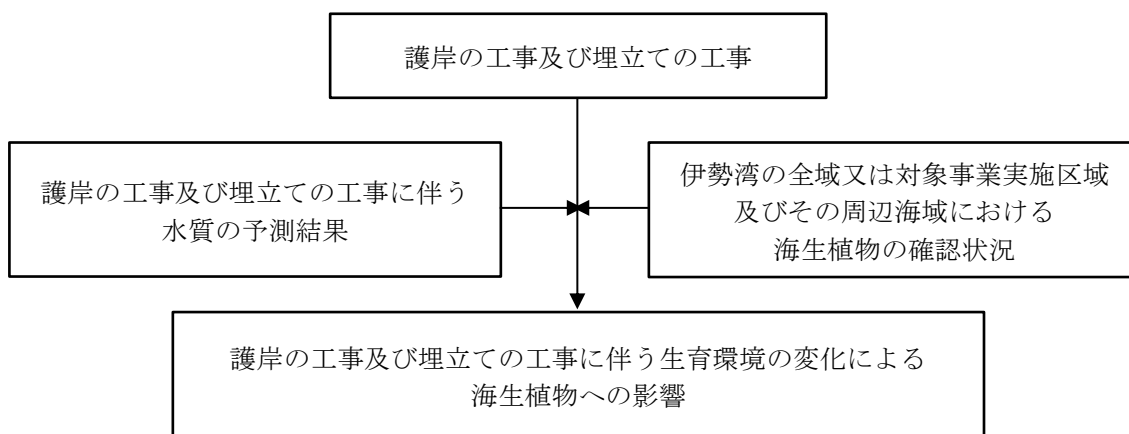 護岸の工事及び埋立ての工事
護岸の工事及び埋立ての工事に伴う
水質の予測結果
伊勢湾の全域又は対象事業実施区域
及びその周辺海域における
海生植物の確認状況
護岸の工事及び埋立ての工事に伴う生育環境の変化による
海生植物への影響